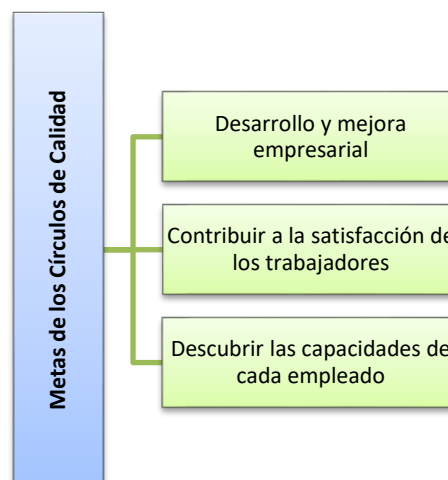 Metas de los Círculos de Calidad
Desarrollo y mejora
empresarial
Contribuir a la satisfacción de
los trabajadores
Descubrir las capacidades de
cada empleado